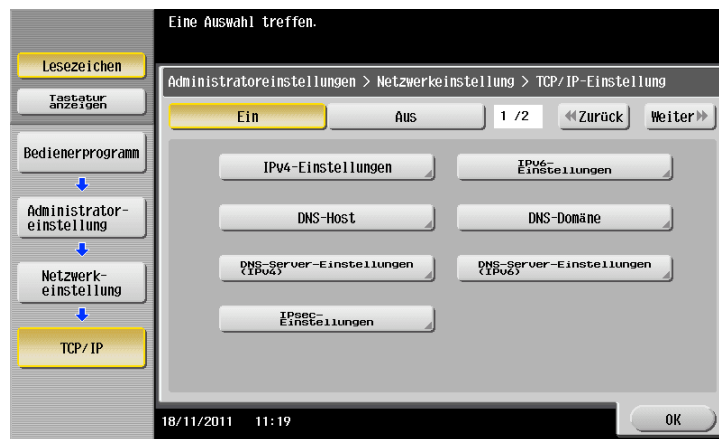 Eine Auswahl treffen.
Lesezeichen
Tastatur
anzeigen
Bedienerprogramm
Administrator-
einstellung
Netzwerk-
einstellung
TCP/IP
Administratoreinstellungen > Netzwerkeinstellung > TCP/IP-Einstellung
Ein
Aus
1 /2
Zurück
Weiter
IPv4-Einstellungen
IPv6-
Einstellungen
DNS-Host
DNS-Domäne
DNS-Server-Einstellungen
(IPv4)
DNS-Server-Einstellungen
(IPv6)
IPsec-
Einstellungen
18/11/2011 11:19
OK